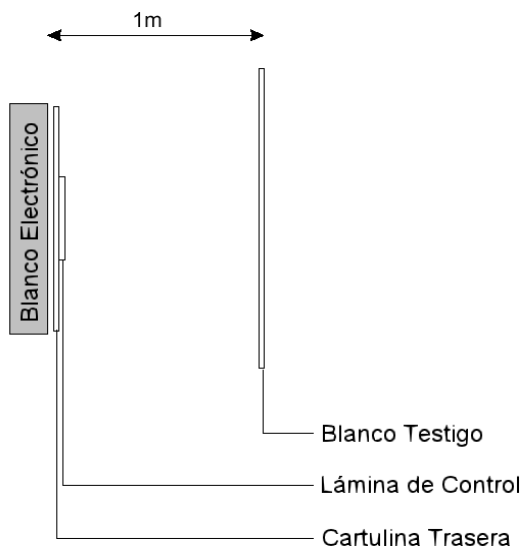 1m
Blanco Electrónico
Blanco Testigo
Lámina de Control
Cartulina Trasera